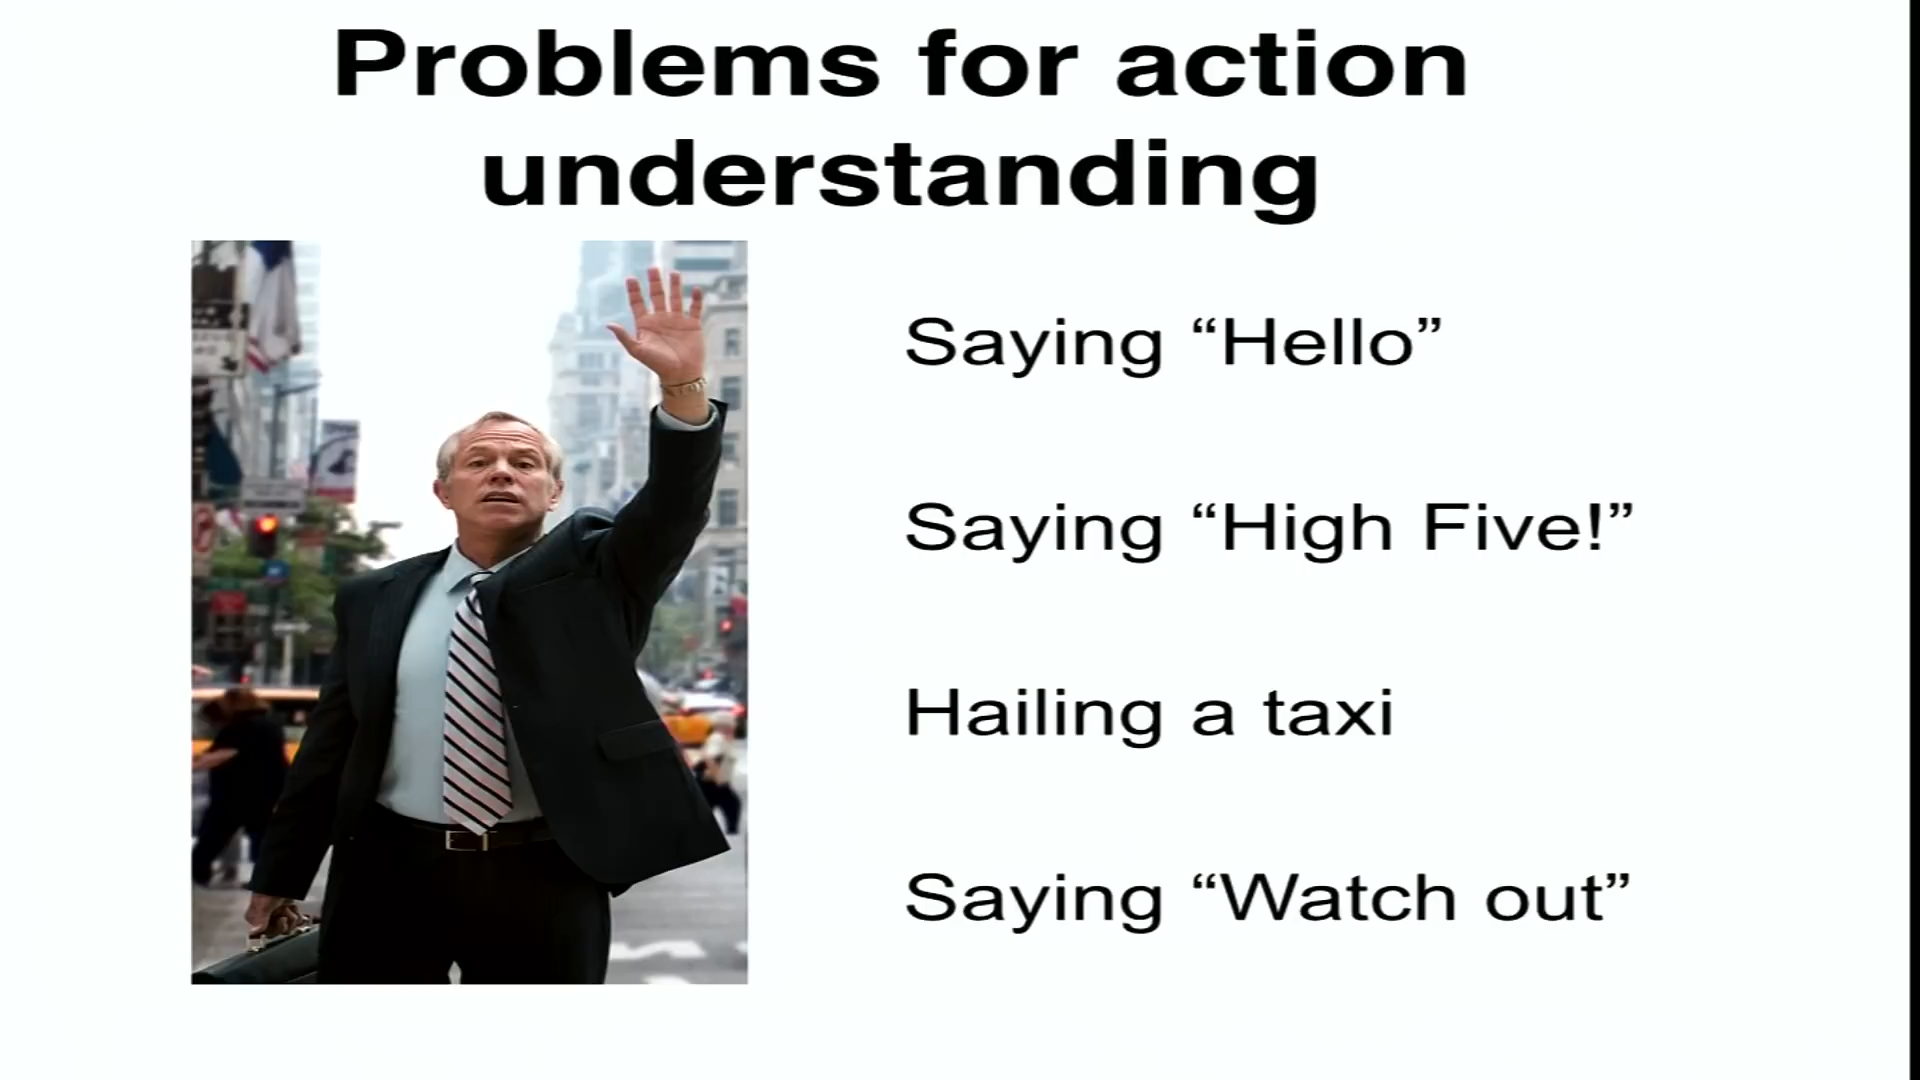 Problems for action
understanding
Saying “Hello”
Saying “High Five!”
Hailing a taxi
Saying “Watch out”